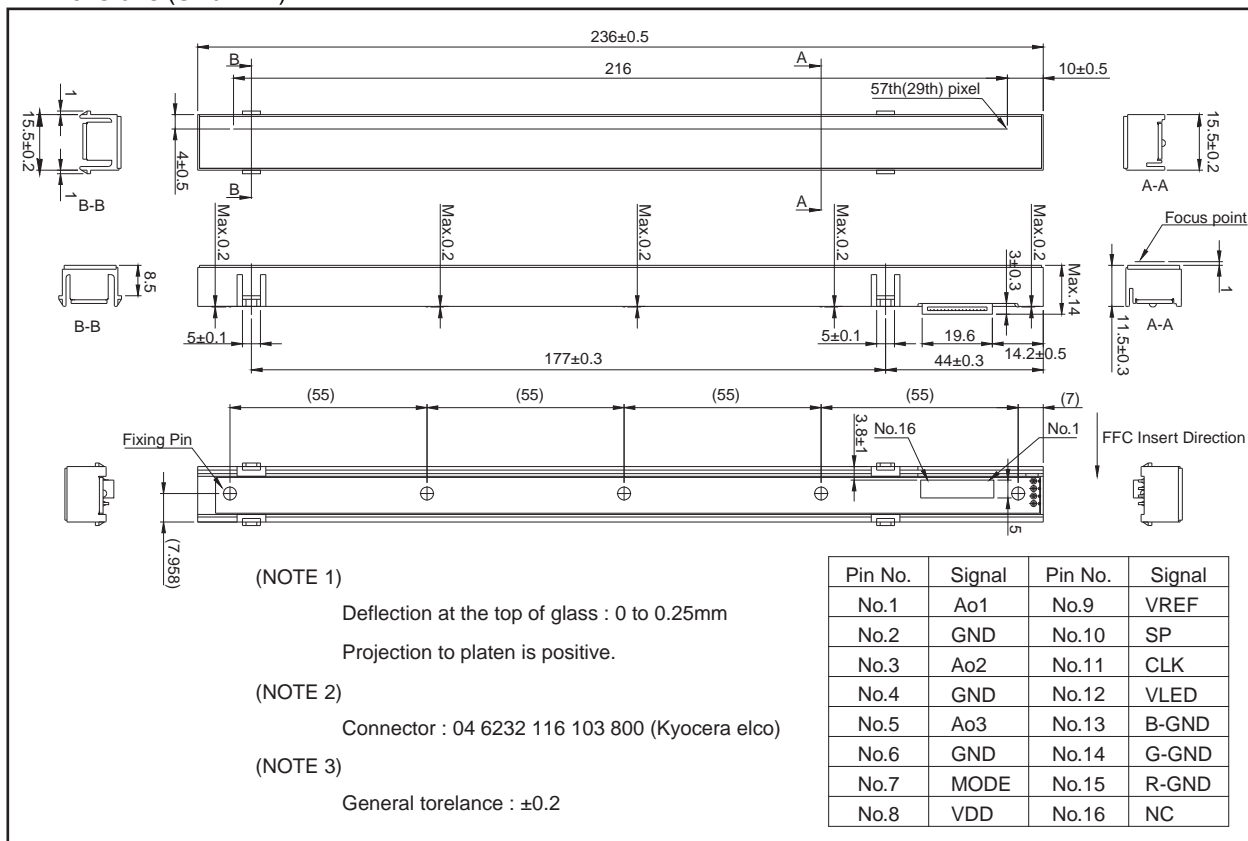 236±0.5
B
A
216
10±0.5
57th(29th) pixel
1
15.5±0.2
1
B-B
4±0.5
B
A
15.5±0.2
A-A
Max.0.2
Max.0.2
Max.0.2
Max.0.2
Max.0.2
Focus point
3±0.3
Max.14
8.5
B-B
1
11.5±0.3
A-A
5±0.1
5±0.1
19.6
14.2±0.5
177±0.3
44±0.3
(55)
(55)
(55)
(55)
(7)
3.8±1
No.16
No.1
Fixing Pin
FFC Insert Direction
5
(7.958)
(NOTE 1)
Deflection at the top of glass : 0 to 0.25mm
Projection to platen is positive.
(NOTE 2)
Connector : 04 6232 116 103 800 (Kyocera elco)
(NOTE 3)
General torelance : ±0.2
Pin No. Signal Pin No. Signal
No.1 Ao1 No.9 VREF
No.2 GND No.10 SP
No.3 Ao2 No.11 CLK
No.4 GND No.12 VLED
No.5 Ao3 No.13 B-GND
No.6 GND No.14 G-GND
No.7 MODE No.15 R-GND
No.8 VDD No.16 NC